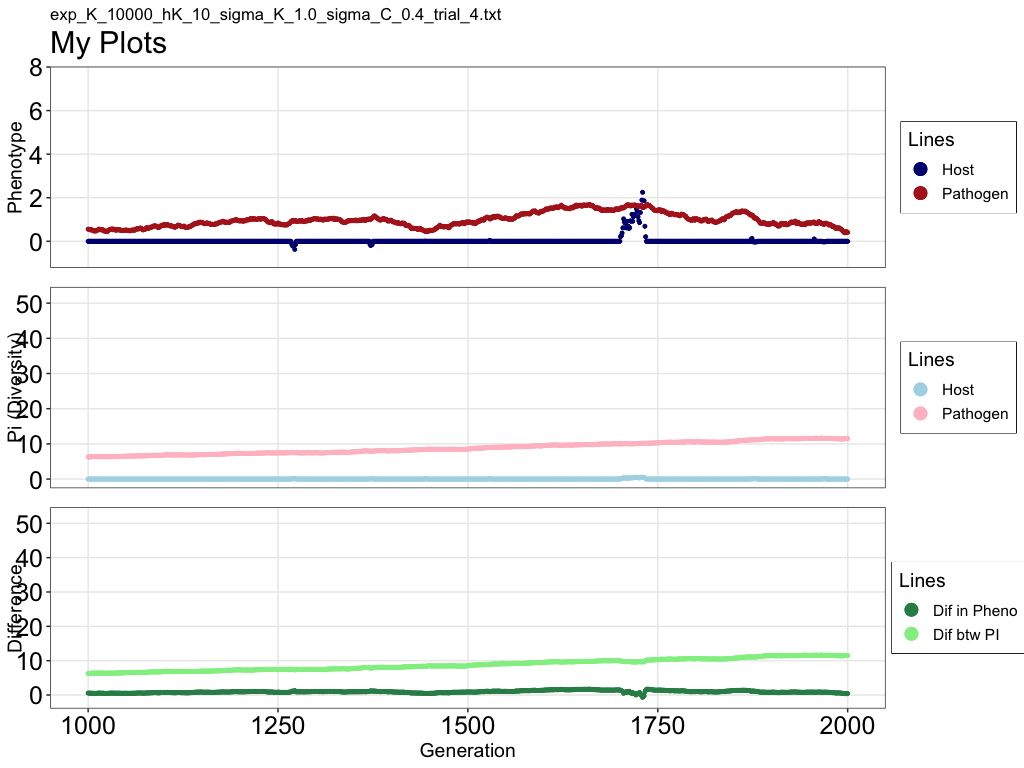 exp_K_10000_hK_10_sigma_K_1.0_sigma_C_0.4_trial_4.txt
My Plots
Phenotype
8
6
4
2
0
Lines
Host
Pathogen
Pi (Diversity)
50
40
30
20
10
0
Lines
Host
Pathogen
Difference
50
40
30
20
10
0
Lines
Dif in Pheno
Dif btw PI
1000 1250 1500 1750 2000
Generation